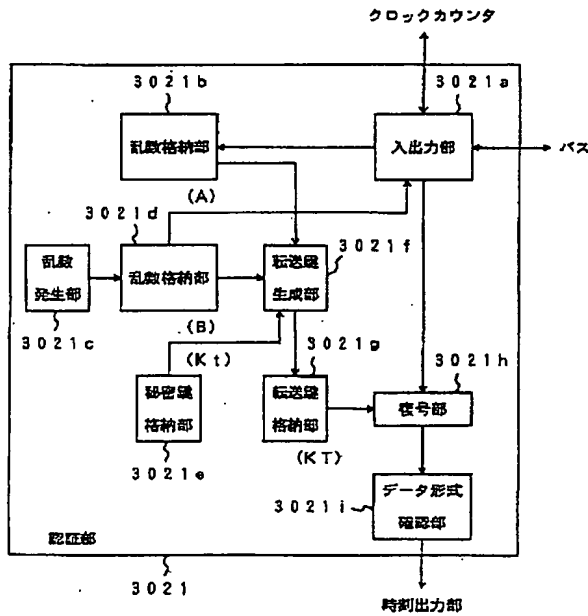 クロックカウンタ
3021b
3021a
乱数格納部
入出力部
バス
(A)
3021d
3021f
乱数
発生部
乱数格納部
転送鍵
生成部
3021c
(B)
(Kt)
3021g
3021h
秘密鍵
格納部
転送鍵
格納部
復号部
(KT)
3021e
データ形式
確認部
3021i
認証部
3021
時刻出力部